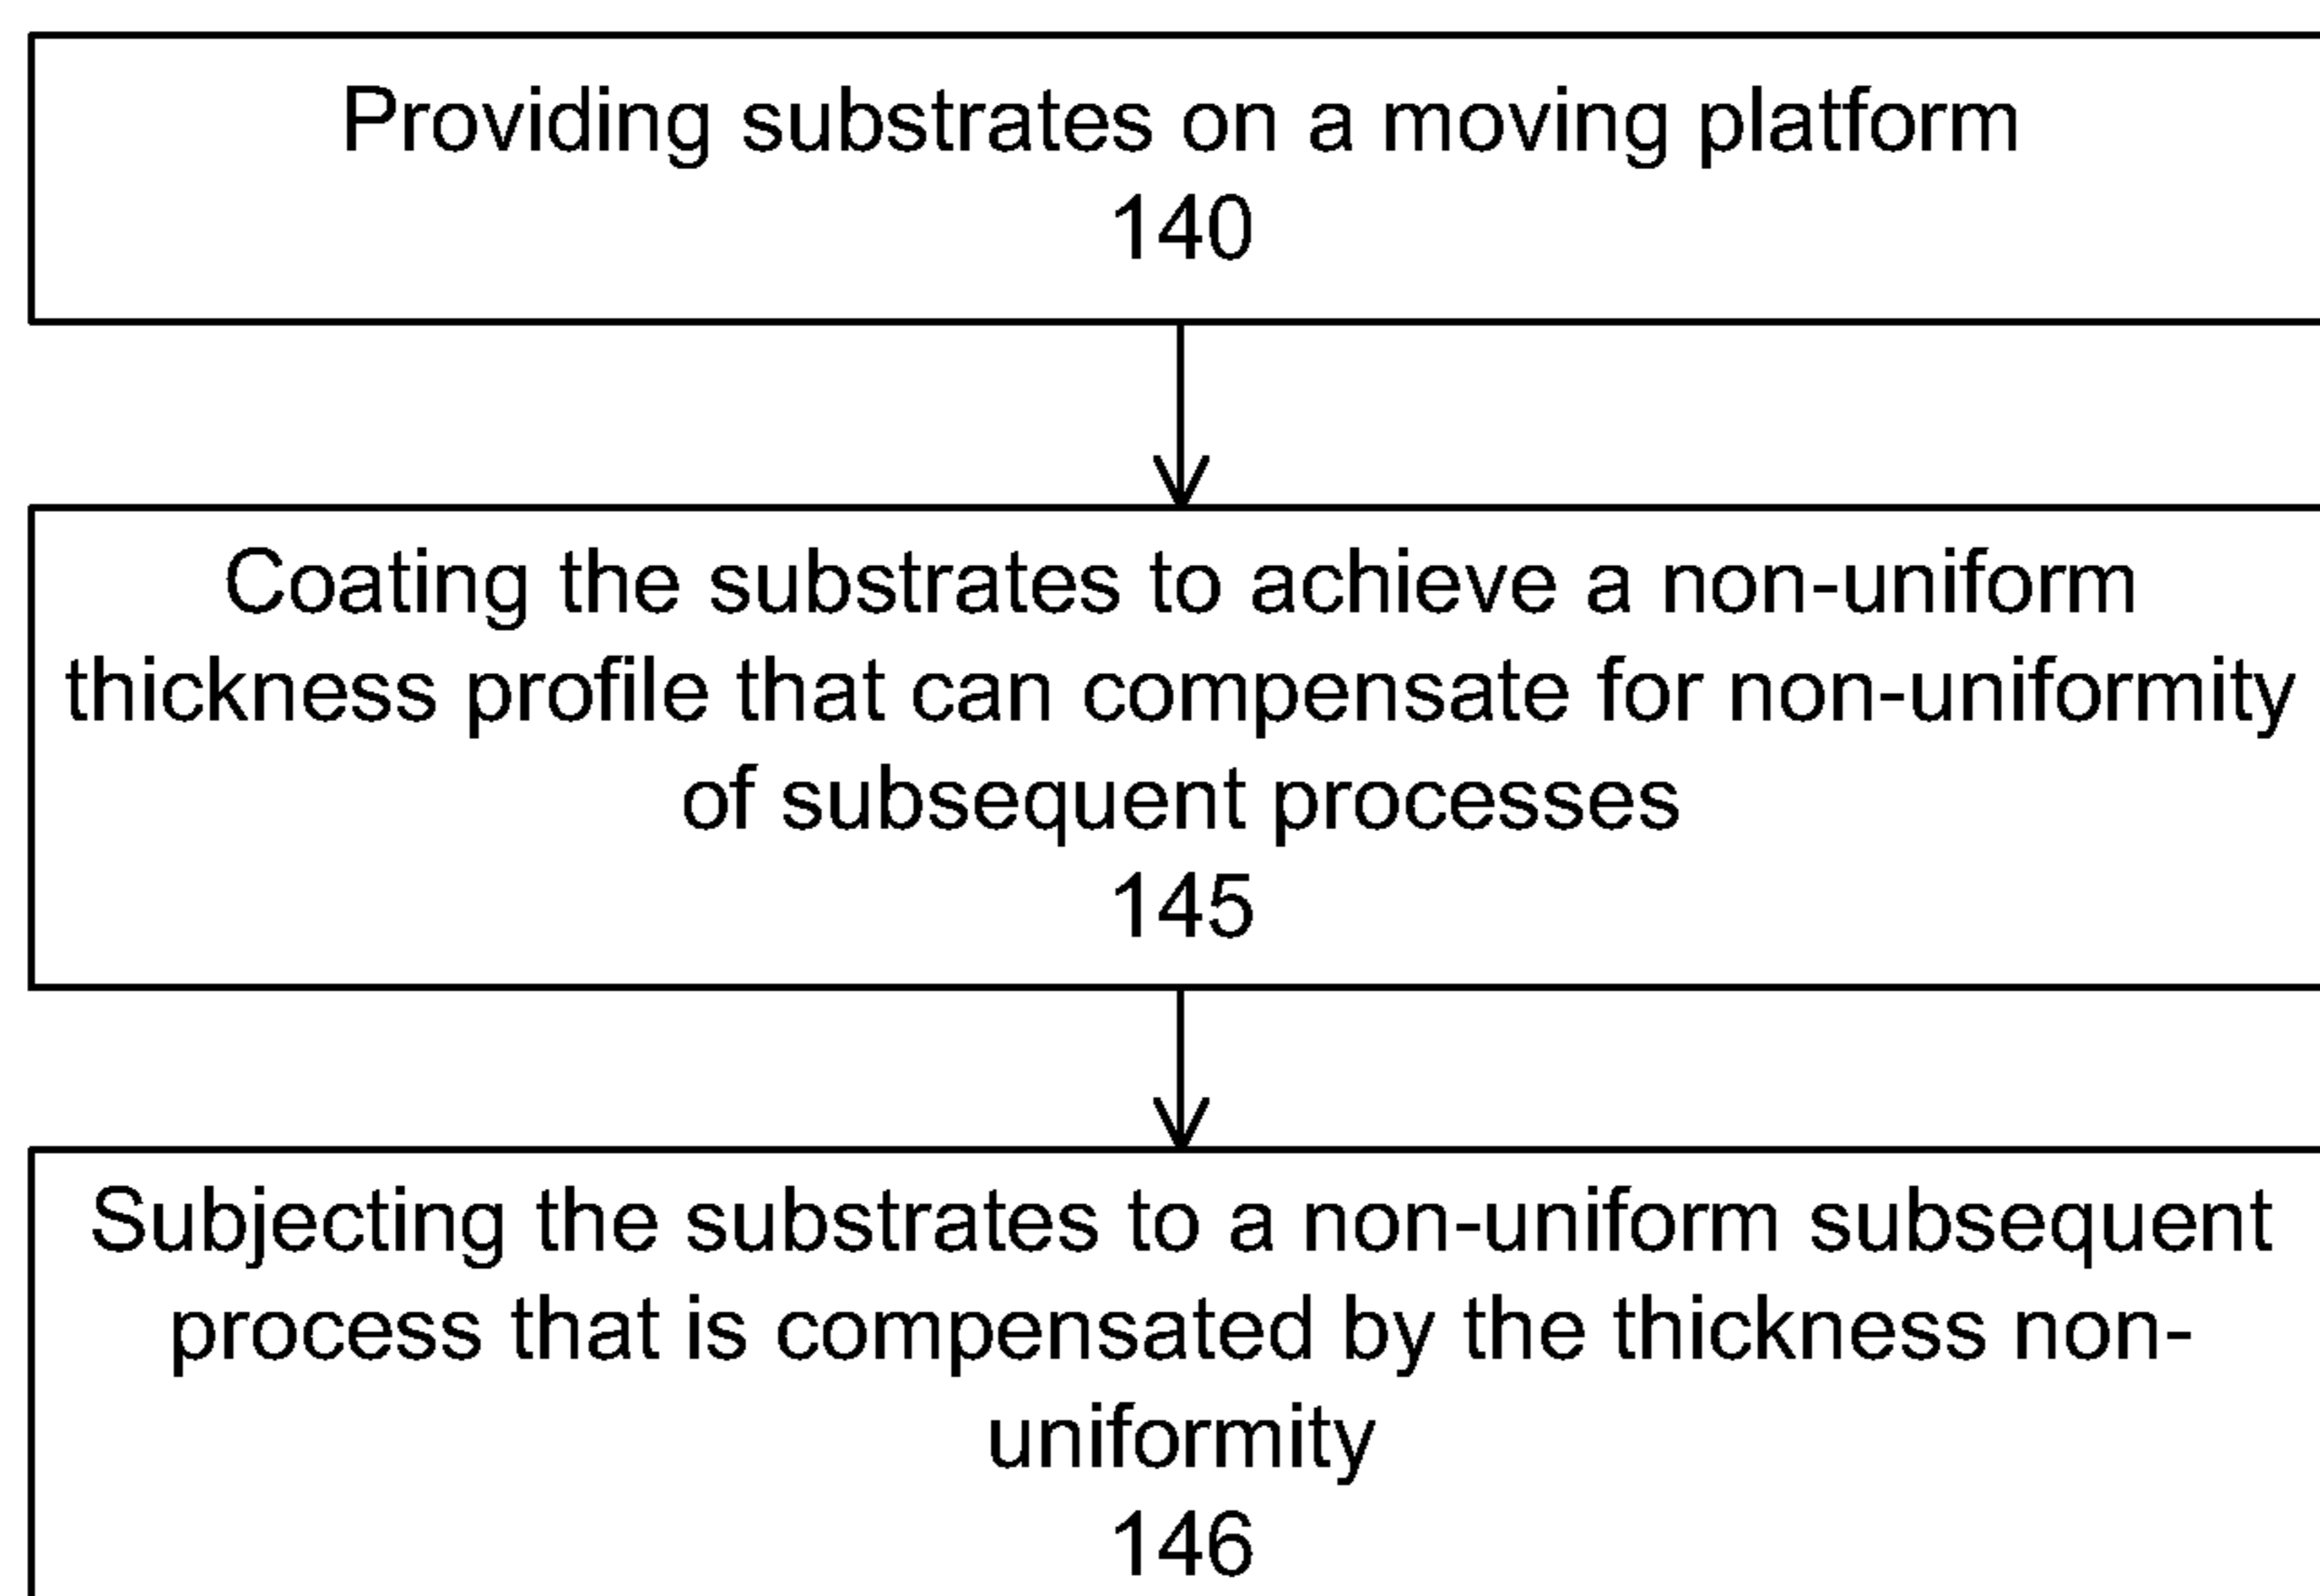 Providing substrates on a moving platform
140
Coating the substrates to achieve a non-uniform
thickness profile that can compensate for non-uniformity
of subsequent processes
145
Subjecting the substrates to a non-uniform subsequent
process that is compensated by the thickness non-
uniformity
146